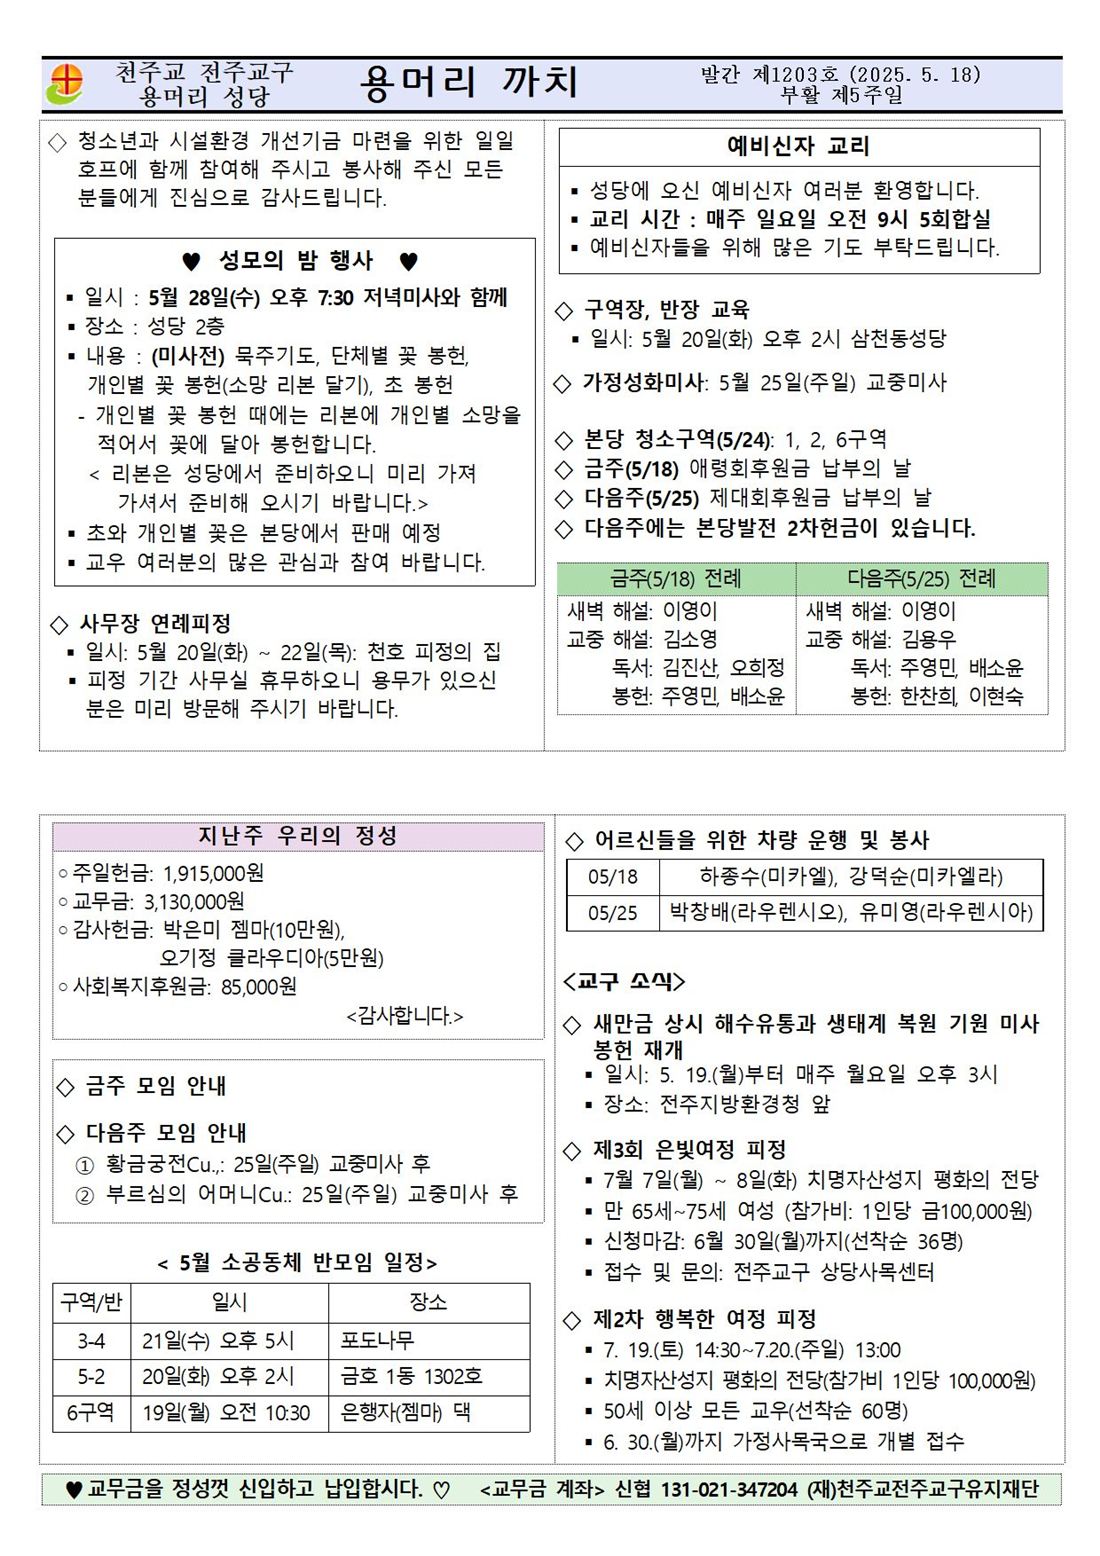 천주교 전주교구
용머리 성당
용머리 까치
발간 제1203호 (2025. 5. 18)
부활 제5주일
◇ 청소년과 시설환경 개선기금 마련을 위한 일일
호프에 함께 참여해 주시고 봉사해 주신 모든
분들에게 진심으로 감사드립니다.
♥ 성모의 밤 행사 ♥
▪ 일시 : 5월 28일(수) 오후 7:30 저녁미사와 함께
▪ 장소 : 성당 2층
▪ 내용 : (미사전) 묵주기도, 단체별 꽃 봉헌,
개인별 꽃 봉헌(소망 리본 달기), 초 봉헌
- 개인별 꽃 봉헌 때에는 리본에 개인별 소망을
적어서 꽃에 달아 봉헌합니다.
< 리본은 성당에서 준비하오니 미리 가져
가셔서 준비해 오시기 바랍니다.>
▪ 초와 개인별 꽃은 본당에서 판매 예정
▪ 교우 여러분의 많은 관심과 참여 바랍니다.
◇ 사무장 연례피정
▪ 일시: 5월 20일(화) ~ 22일(목): 천호 피정의 집
▪ 피정 기간 사무실 휴무하오니 용무가 있으신
분은 미리 방문해 주시기 바랍니다.
예비신자 교리
▪ 성당에 오신 예비신자 여러분 환영합니다.
▪ 교리 시간 : 매주 일요일 오전 9시 5회합실
▪ 예비신자들을 위해 많은 기도 부탁드립니다.
◇ 구역장, 반장 교육
▪ 일시: 5월 20일(화) 오후 2시 삼천동성당
◇ 가정성화미사: 5월 25일(주일) 교중미사
◇ 본당 청소구역(5/24): 1, 2, 6구역
◇ 금주(5/18) 애령회후원금 납부의 날
◇ 다음주(5/25) 제대회후원금 납부의 날
◇ 다음주에는 본당발전 2차헌금이 있습니다.
금주(5/18) 전례
새벽 해설: 이영이
교중 해설: 김소영
독서: 김진산, 오희정
봉헌: 주영민, 배소윤
다음주(5/25) 전례
새벽 해설: 이영이
교중 해설: 김용우
독서: 주영민, 배소윤
봉헌: 한찬희, 이현숙
지난주 우리의 정성
○ 주일헌금: 1,915,000원
○ 교무금: 3,130,000원
○ 감사헌금: 박은미 젬마(10만원),
오기정 클라우디아(5만원)
○ 사회복지후원금: 85,000원
<감사합니다.>
◇ 금주 모임 안내
◇ 다음주 모임 안내
① 황금궁전Cu.,: 25일(주일) 교중미사 후
② 부르심의 어머니Cu.: 25일(주일) 교중미사 후
< 5월 소공동체 반모임 일정>
구역/반 일시 장소
3-4 21일(수) 오후 5시 포도나무
5-2 20일(화) 오후 2시 금호 1동 1302호
6구역 19일(월) 오전 10:30 은행자(젬마) 댁
◇ 어르신들을 위한 차량 운행 및 봉사
05/18 하종수(미카엘), 강덕순(미카엘라)
05/25 박창배(라우렌시오), 유미영(라우렌시아)
<교구 소식>
◇ 새만금 상시 해수유통과 생태계 복원 기원 미사
봉헌 재개
▪ 일시: 5. 19.(월)부터 매주 월요일 오후 3시
▪ 장소: 전주지방환경청 앞
◇ 제3회 은빛여정 피정
▪ 7월 7일(월) ~ 8일(화) 치명자산성지 평화의 전당
▪ 만 65세~75세 여성 (참가비: 1인당 금100,000원)
▪ 신청마감: 6월 30일(월)까지(선착순 36명)
▪ 접수 및 문의: 전주교구 상당사목센터
◇ 제2차 행복한 여정 피정
▪ 7. 19.(토) 14:30~7.20.(주일) 13:00
▪ 치명자산성지 평화의 전당(참가비 1인당 100,000원)
▪ 50세 이상 모든 교우(선착순 60명)
▪ 6. 30.(월)까지 가정사목국으로 개별 접수
♥교무금을 정성껏 신입하고 납입합시다. ♡ <교무금 계좌> 신협 131-021-347204 (재)천주교전주교구유지재단